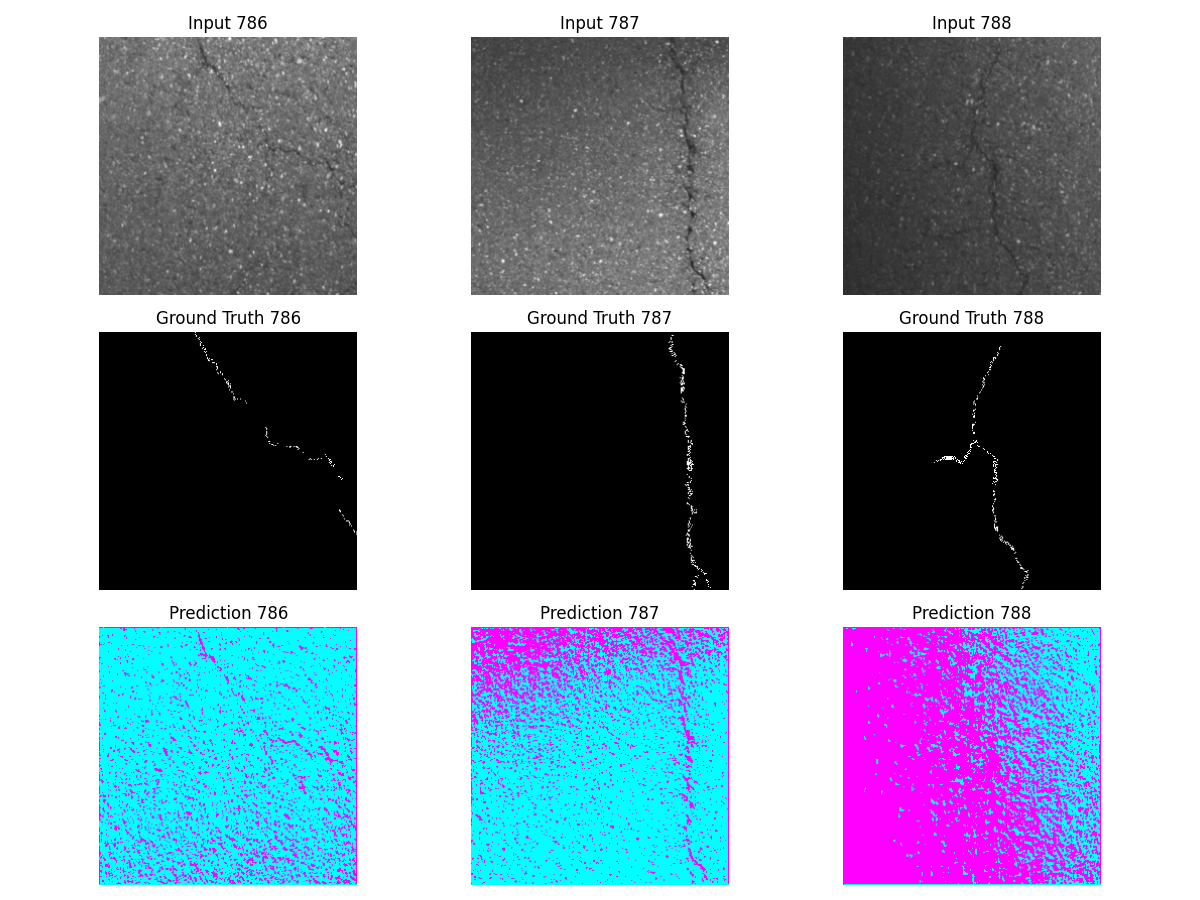 Input 786
Input 787
Input 788
Ground Truth 786
Ground Truth 787
Ground Truth 788
Prediction 786
Prediction 787
Prediction 788